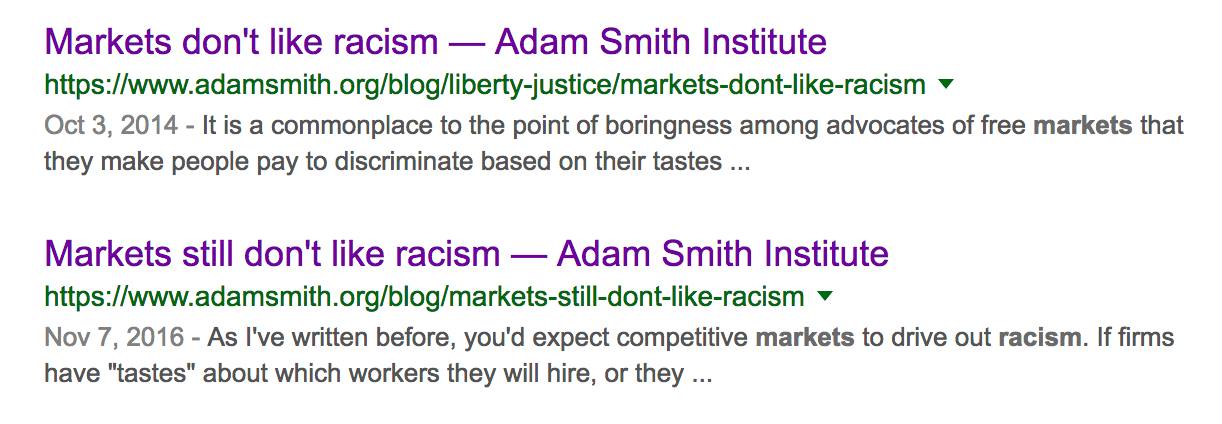 Markets don't like racism — Adam Smith Institute
https://www.adamsmith.org/blog/liberty-justice/markets-dont-like-racism
Oct 3, 2014 - It is a commonplace to the point of boringness among advocates of free markets that
they make people pay to discriminate based on their tastes ...
Markets still don't like racism — Adam Smith Institute
https://www.adamsmith.org/blog/markets-still-dont-like-racism
Nov 7, 2016 - As I've written before, you'd expect competitive markets to drive out racism. If firms
have "tastes" about which workers they will hire, or they ...